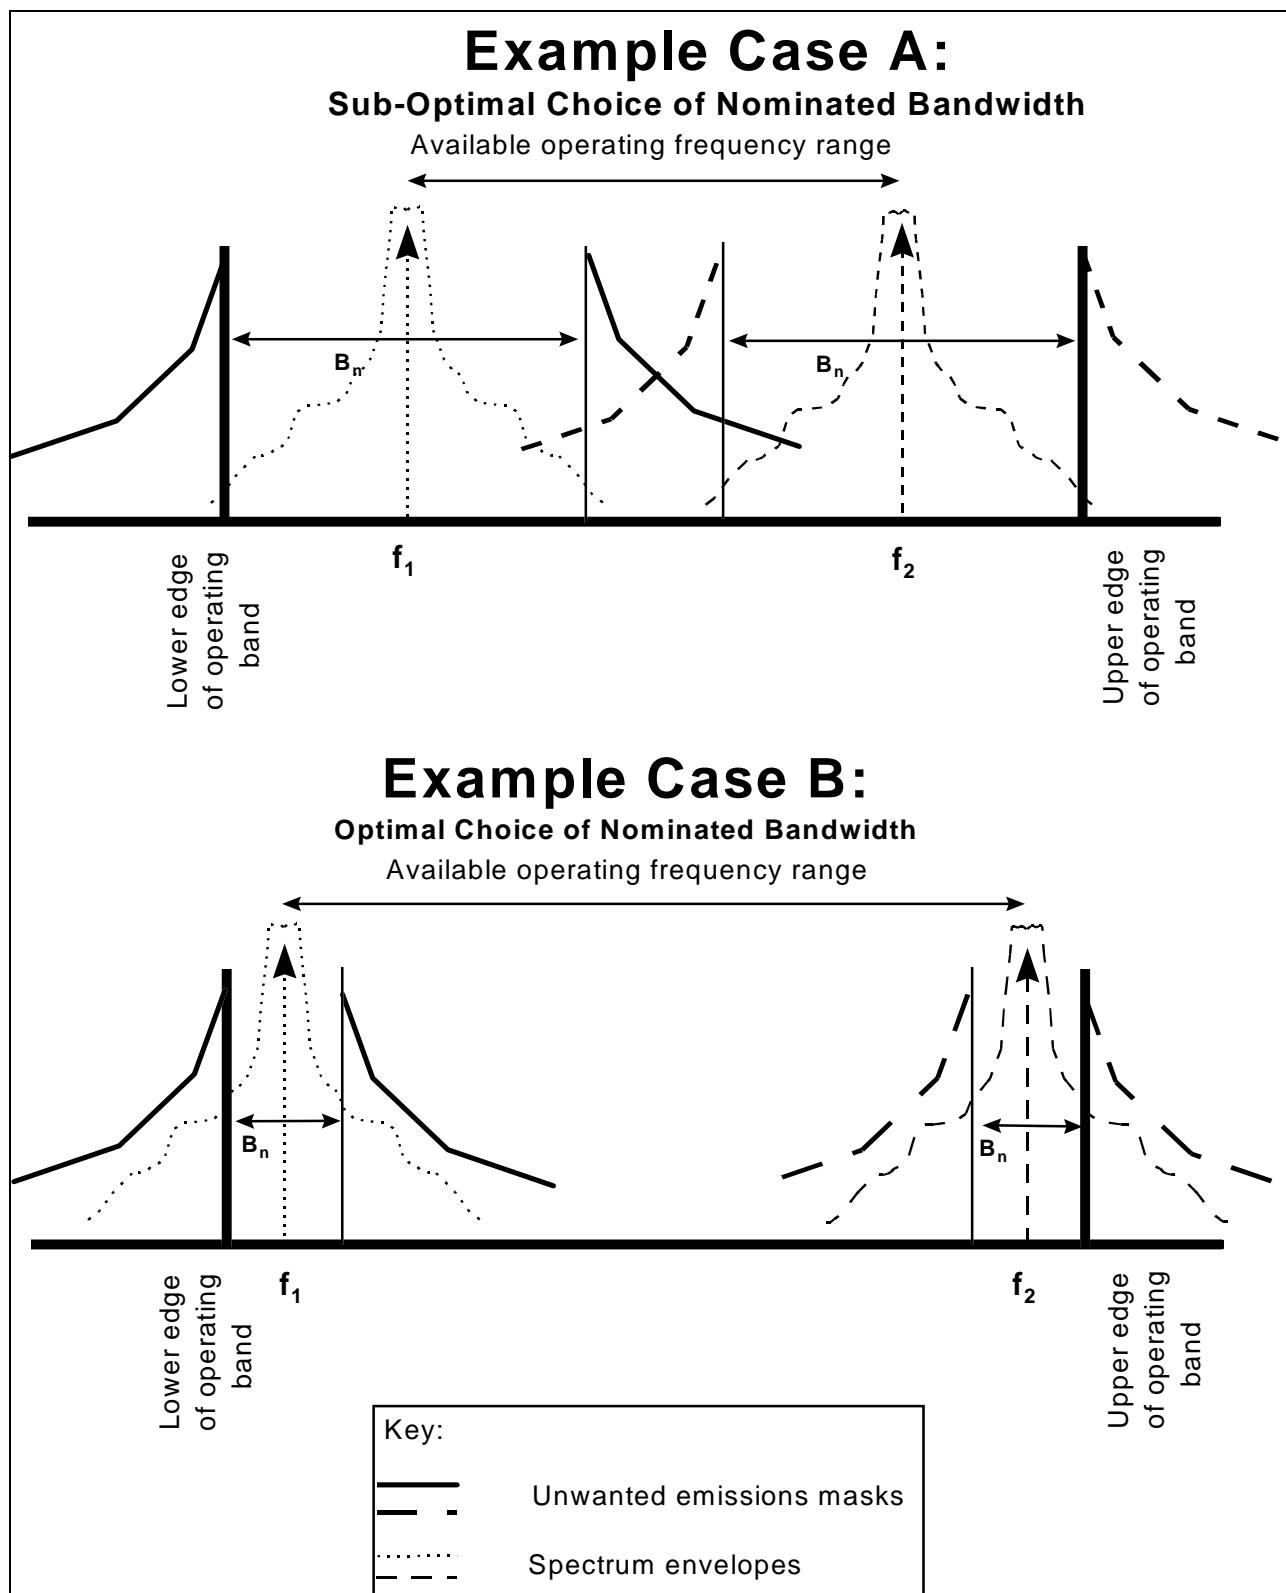 Example Case A:
Sub-Optimal Choice of Nominated Bandwidth
Available operating frequency range
Bn
Bn
f1
f2
Lower edge
of operating
band
Upper edge
of operating
band
Example Case B:
Optimal Choice of Nominated Bandwidth
Available operating frequency range
Bn
Bn
f1
f2
Lower edge
of operating
band
Upper edge
of operating
band
Key:
Unwanted emissions masks
Spectrum envelopes